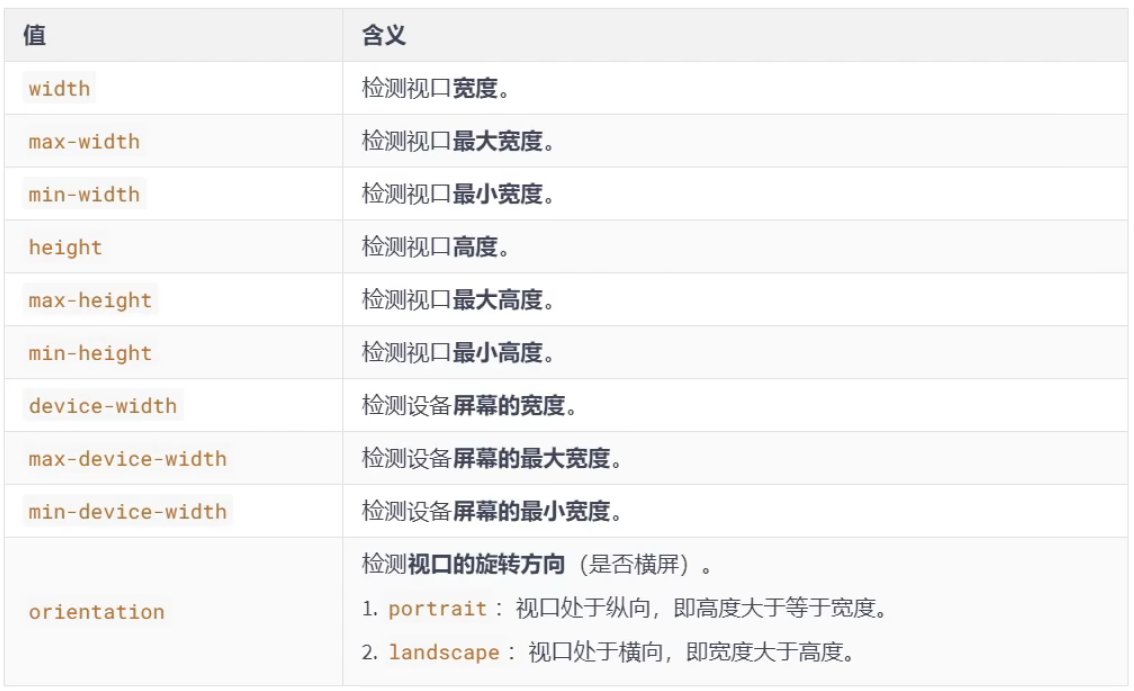 值 含义
width 检测视口宽度。
max-width 检测视口最大宽度。
min-width 检测视口最小宽度。
height 检测视口高度。
max-height 检测视口最大高度。
min-height 检测视口最小高度。
device-width 检测设备屏幕的宽度。
max-device-width 检测设备屏幕的最大宽度。
min-device-width 检测设备屏幕的最小宽度。
orientation 检测视口的旋转方向（是否横屏）。
1. portrait ：视口处于纵向，即高度大于等于宽度。
2. landscape ：视口处于横向，即宽度大于高度。